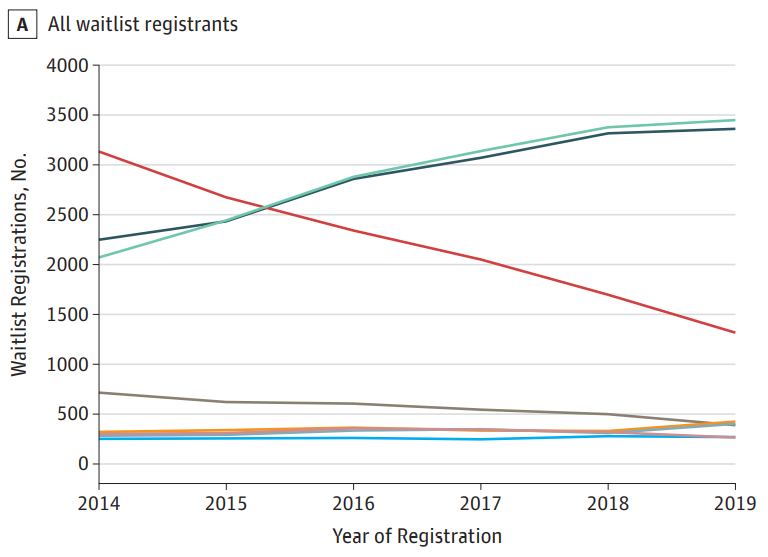 A All waitlist registrants
4000
3500
3000
2500
2000
1500
1000
500
0
Waitlist Registrations, No.
2014 2015 2016 2017 2018 2019
Year of Registration